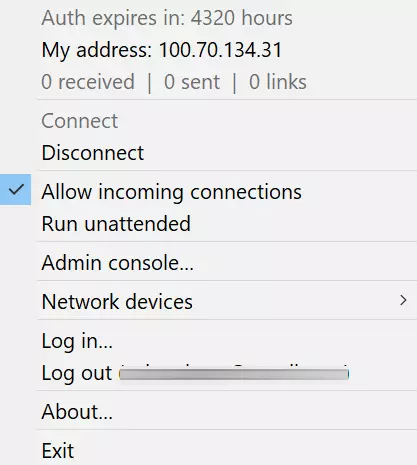 Auth expires in: 4320 hours
My address: 100.70.134.31
0 received | 0 sent | 0 links
Connect
Disconnect
Allow incoming connections
Run unattended
Admin console...
Network devices
Log in...
Log out
About...
Exit